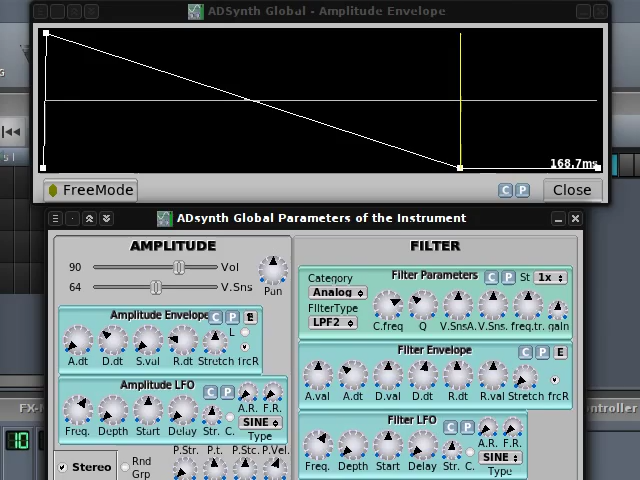 ADSynth Global - Amplitude Envelope
168.7ms
FreeMode C P Close
ADsynth Global Parameters of the Instrument
AMPLITUDE
90 Vol
64 V.Sns
Pan
Amplitude Envelope C P E
L
A.dt D.dt S.val R.dt Stretch frcR
Amplitude LFO C P
A.R. F.R.
Freq. Depth Start Delay Str. C.
SINE
Type
Stereo
Rnd
Grp
P.Str. P.t. P.Stc. P.Vel.
FILTER
Filter Parameters C P St 1x
Category
Analog
FilterType
LPF2
C.freq Q V.SnsA. V.Sns. freq.tr. gain
Filter Envelope C P E
A.val A.dt D.val D.dt R.dt R.val Stretch frcR
Filter LFO C P
A.R. F.R.
Freq. Depth Start Delay Str. C.
SINE
Type
10